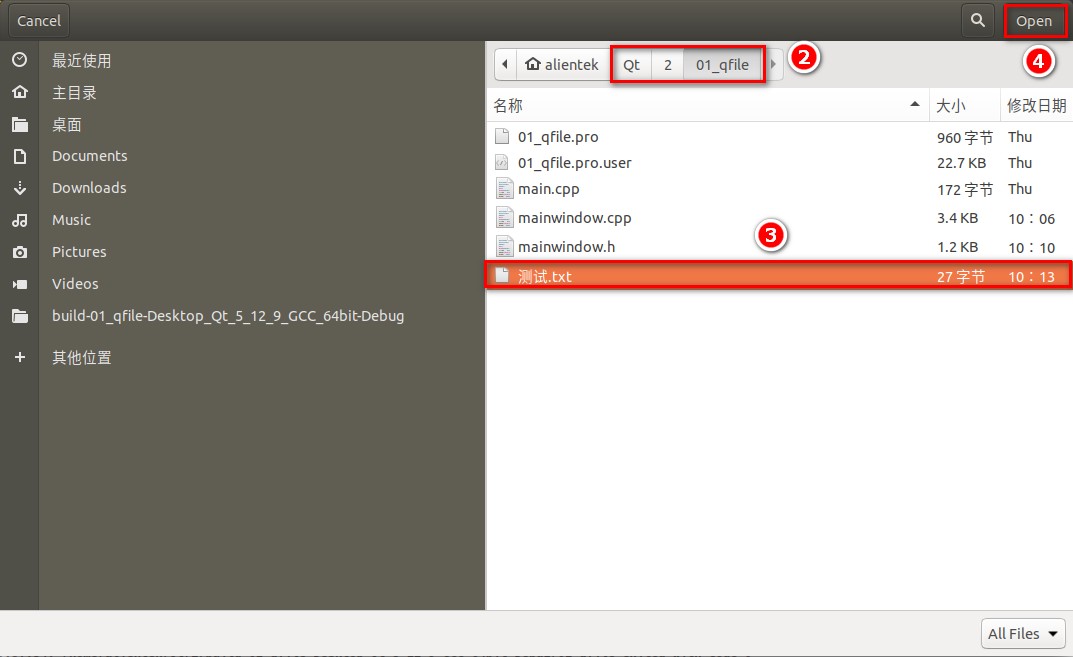 Cancel
Open
最近使用
主目录
桌面
Documents
Downloads
Music
Pictures
Videos
build-01_qfile-Desktop_Qt_5_12_9_GCC_64bit-Debug
其他位置
alientek Qt 2 01_qfile
2
4
名称 大小 修改日期
01_qfile.pro 960 字节 Thu
01_qfile.pro.user 22.7 KB Thu
main.cpp 172 字节 Thu
mainwindow.cpp 3.4 KB 10：06
mainwindow.h 1.2 KB 10：10
3
测试.txt 27 字节 10：13
All Files